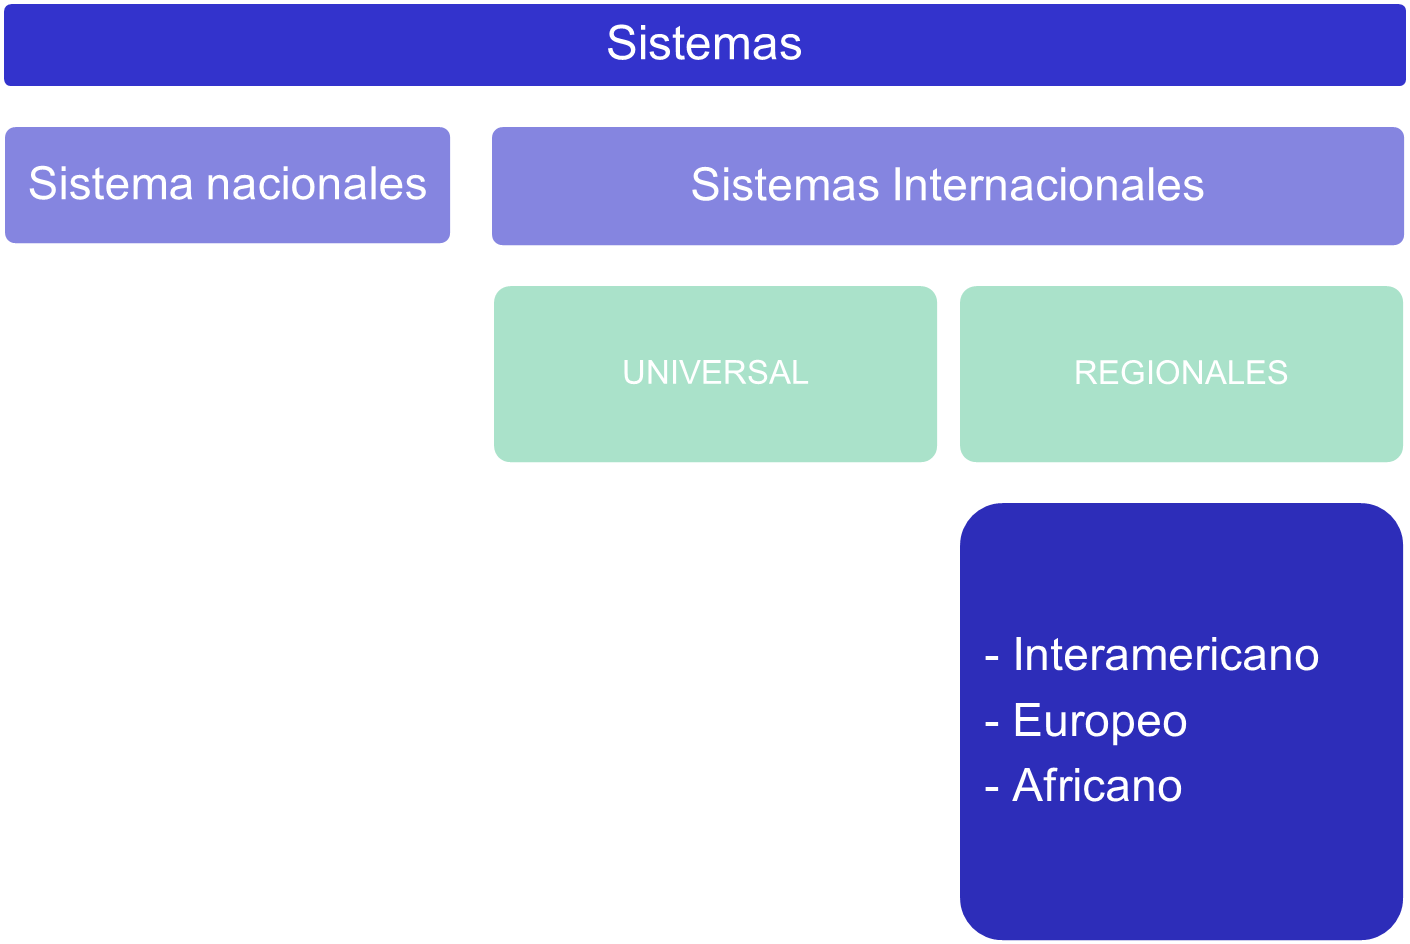 Sistemas
Sistema nacionales
Sistemas Internacionales
UNIVERSAL
REGIONALES
- Interamericano
- Europeo
- Africano